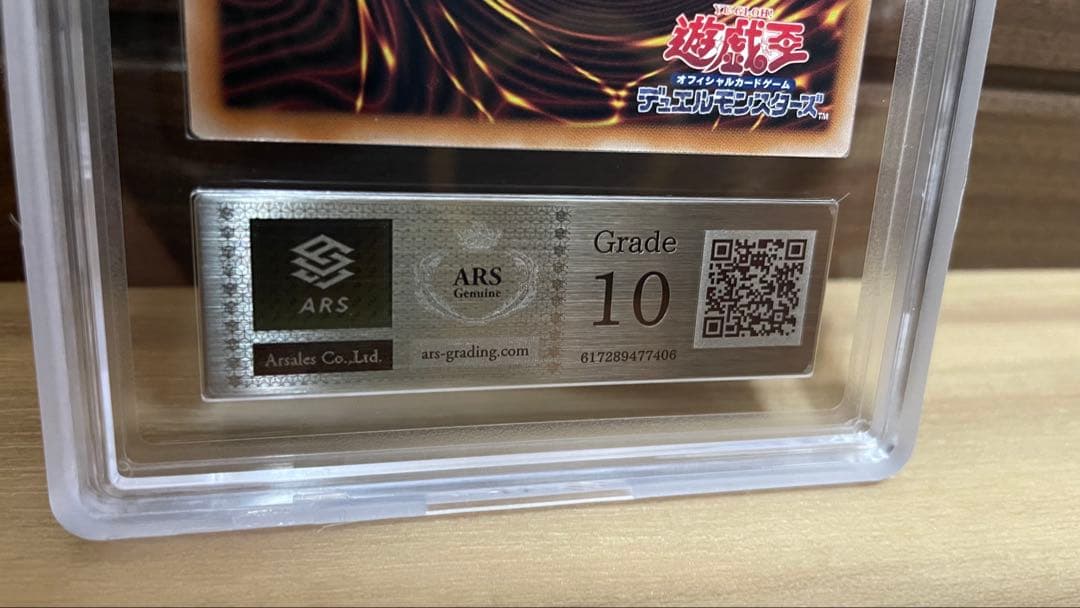 YU-GI-OH!
遊戯王
オフィシャルカードゲーム
デュエルモンスターズ™
ARS
Arsales Co.,Ltd.
ARS
Genuine
ars-grading.com
Grade
10
617289477406